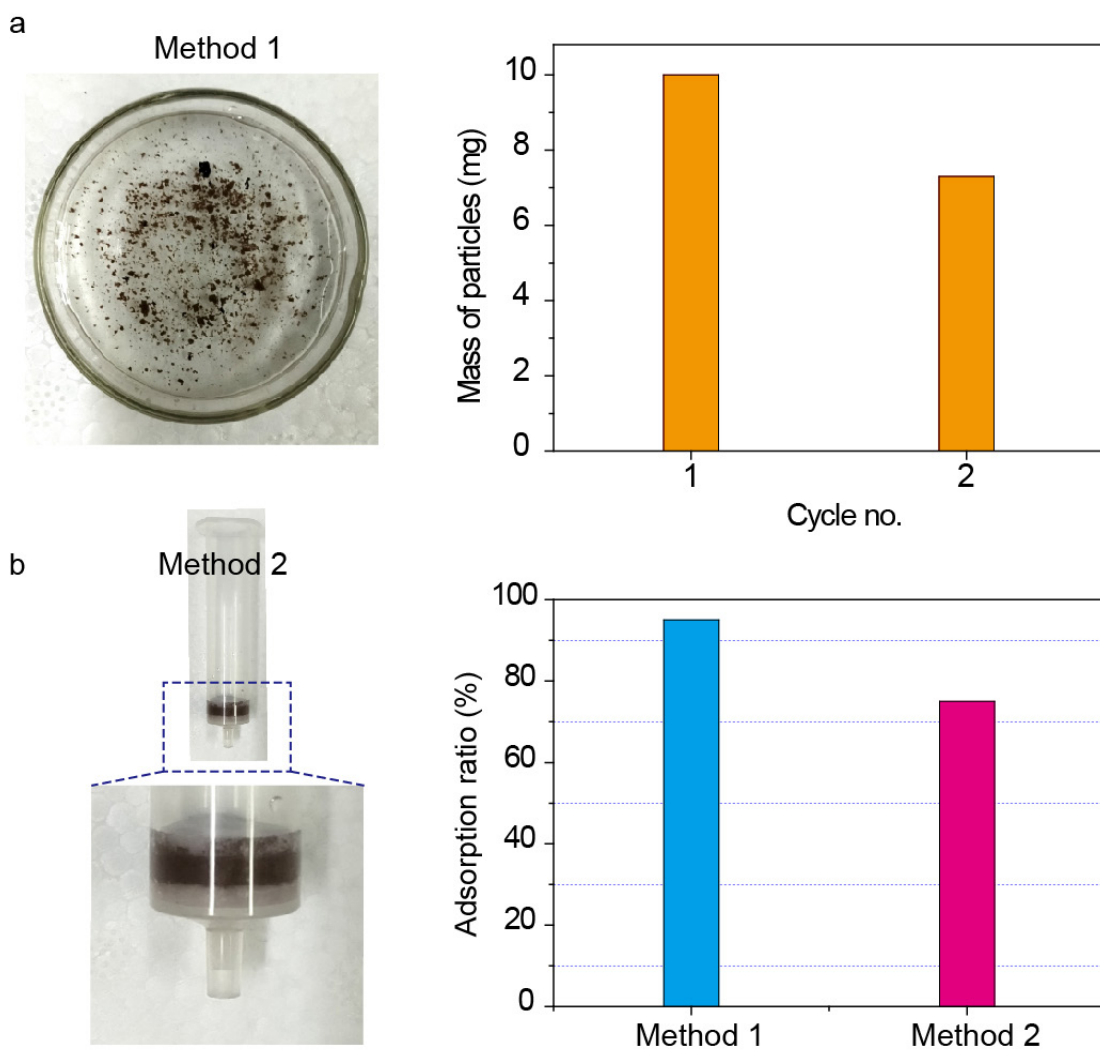 a
Method 1
10
8
6
4
2
0
Mass of particles (mg)
1
2
Cycle no.
b
Method 2
100
80
60
40
20
0
Adsorption ratio (%)
Method 1
Method 2